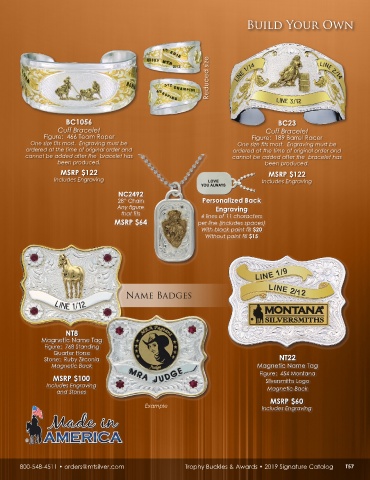 Build Your Own
Reduced size
LINE 1/14
LINE 2/14
LINE 3/12
BC1056
Cuff Bracelet
Figure: 466 Team Roper
One size fits most. Engraving must be
ordered at the time of original order and
cannot be added after the bracelet has
been produced.
MSRP $122
Includes Engraving
BC23
Cuff Bracelet
Figure: 189 Barrel Racer
One size fits most. Engraving must be
ordered at the time of original order and
cannot be added after the bracelet has
been produced.
MSRP $122
Includes Engraving
LOVE
YOU ALWAYS
NC2492
28" Chain
Any figure
that fits
MSRP $64
Personalized Back
Engraving
4 lines of 11 characters
per line (includes spaces)
With black paint fill $20
Without paint fill $15
LINE 1/12
Name Badges
LINE 1/9
LINE 2/12
MONTANA
SILVERSMITHS
NT8
Magnetic Name Tag
Figure: 768 Standing
Quarter Horse
Stones: Ruby Zirconia
Magnetic Back
MSRP $100
Includes Engraving
and Stones
MRA JUDGE
Example
NT22
Magnetic Name Tag
Figure: 454 Montana
Silversmiths Logo
Magnetic Back
MSRP $60
Includes Engraving
Made in
AMERICA
800-548-4511 • orders@mtsilver.com
Trophy Buckles & Awards • 2019 Signature Catalog T57